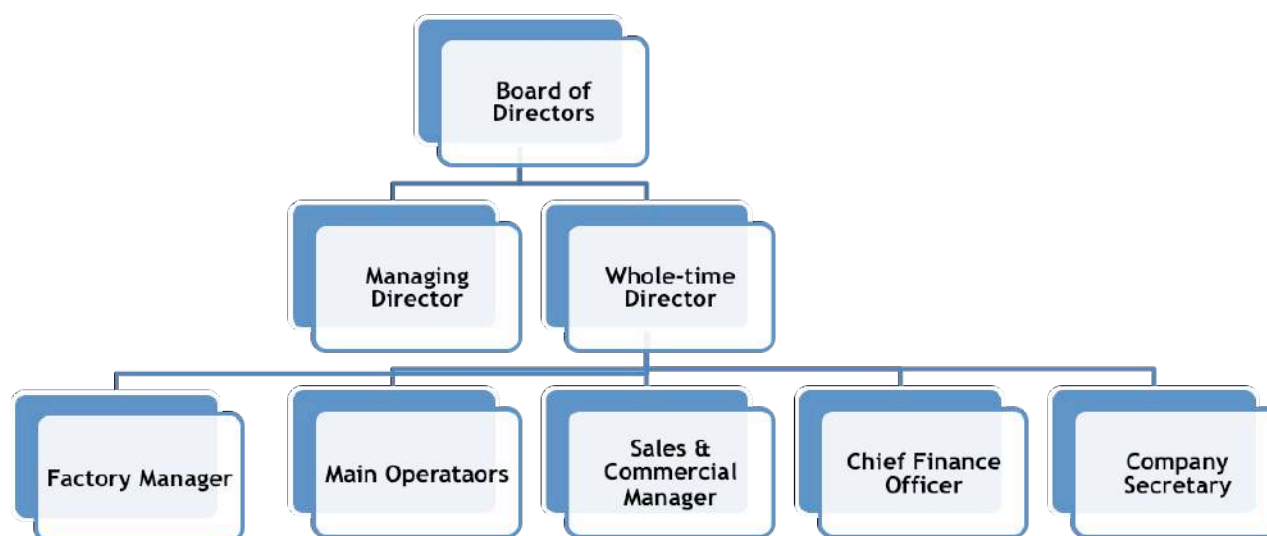 Board of
Directors
Managing
Director
Whole-time
Director
Factory Manager
Main Operataors
Sales &
Commercial
Manager
Chief Finance
Officer
Company
Secretary